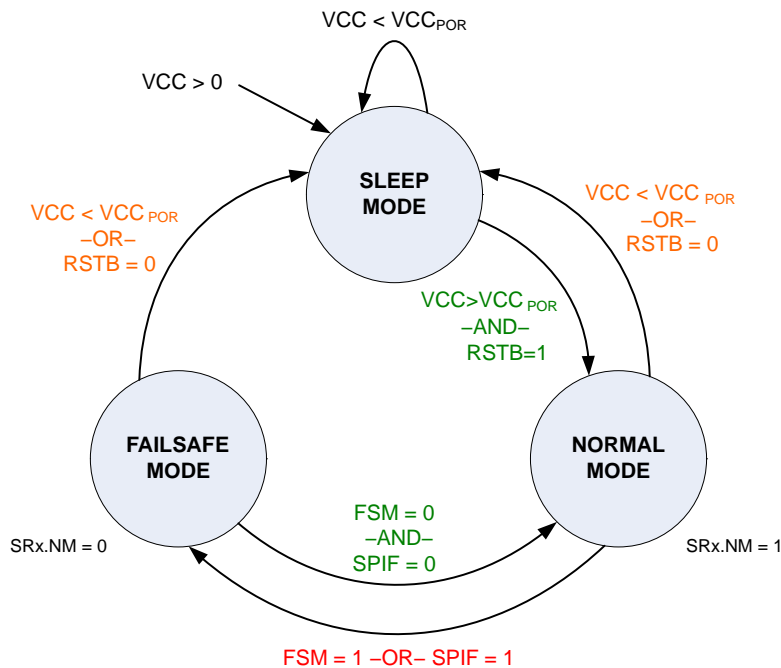 VCC < VCCPOR
VCC > 0
SLEEP
MODE
VCC < VCC POR
–OR–
RSTB = 0
VCC < VCC POR
–OR–
RSTB = 0
VCC>VCC POR
–AND–
RSTB=1
FAILSAFE
MODE
NORMAL
MODE
FSM = 0
–AND–
SPIF = 0
SRx.NM = 0
SRx.NM = 1
FSM = 1 –OR– SPIF = 1